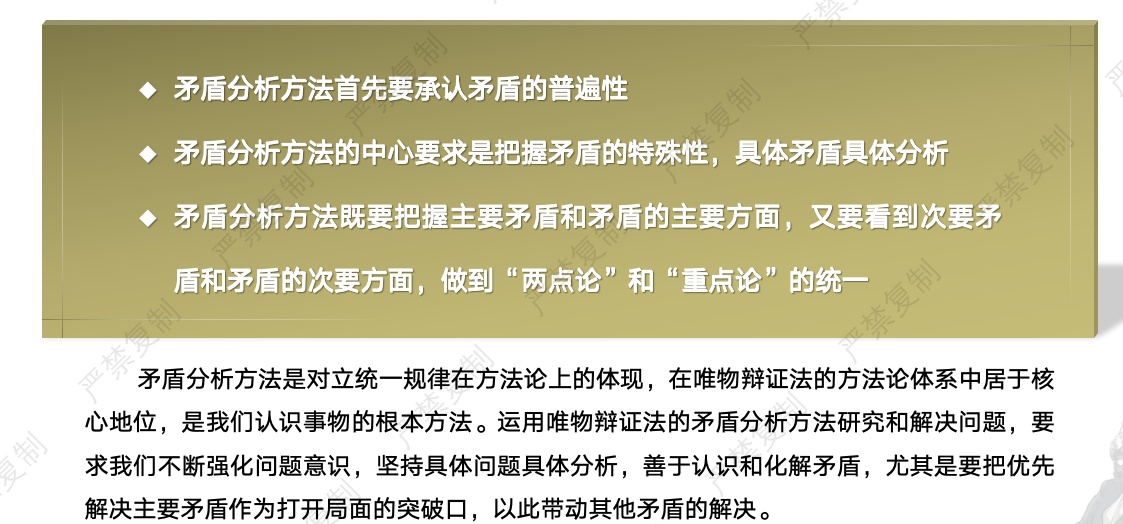 ◆ 矛盾分析方法首先要承认矛盾的普遍性
◆ 矛盾分析方法的中心要求是把握矛盾的特殊性，具体矛盾具体分析
◆ 矛盾分析方法既要把握主要矛盾和矛盾的主要方面，又要看到次要矛
盾和矛盾的次要方面，做到“两点论”和“重点论”的统一
矛盾分析方法是对立统一规律在方法论上的体现，在唯物辩证法的方法论体系中居于核
心地位，是我们认识事物的根本方法。运用唯物辩证法的矛盾分析方法研究和解决问题，要
求我们不断强化问题意识，坚持具体问题具体分析，善于认识和化解矛盾，尤其是要把优先
解决主要矛盾作为打开局面的突破口，以此带动其他矛盾的解决。
严禁复制
严禁复制
严禁复制
严禁复制
严禁复制
严禁复制
严禁复制
严禁复制
严禁复制
严禁复制